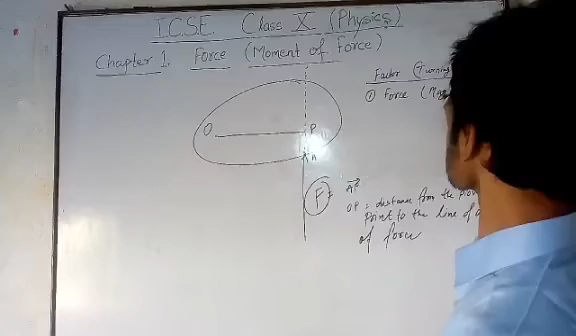 I.C.S.E. Class X (Physics)
Chapter 1. Force (Moment of Force)
Factor (Turning
① Force (Mag
O P
A
F =
OP = distance from the
Point to the line of
of force